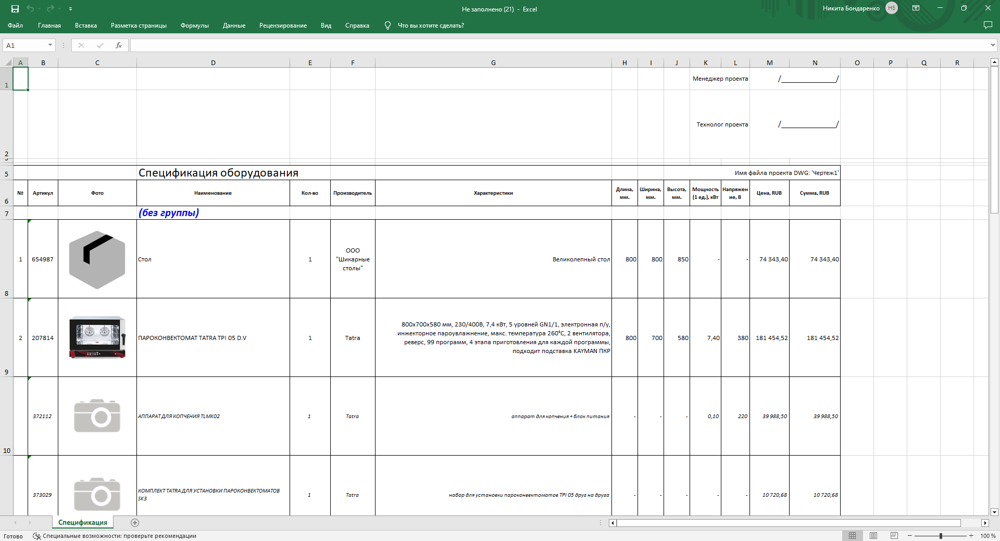 Не заполнено (21) - Excel
Никита Бондаренко НБ
Файл Главная Вставка Разметка страницы Формулы Данные Рецензирование Вид Справка Что вы хотите сделать?
A1 fx
A B C D E F G H I J K L M N O P Q R
1 Менеджер проекта /________________/
2 Технолог проекта /________________/
5 Спецификация оборудования Имя файла проекта DWG: 'Чертеж1'
6 № Артикул Фото Наименование Кол-во Производитель Характеристики Длина, мм. Ширина, мм. Высота, мм. Мощность (1 ед.), кВт Напряжение, В Цена, RUB Сумма, RUB
7 (без группы)
8 1 654987 Стол 1 ООО "Шикарные столы" Великолепный стол 800 800 850 - - 74 343,40 74 343,40
9 2 207814 ПАРОКОНВЕКТОМАТ TATRA TPI 05 D.V 1 Tatra 800x700x580 мм, 230/400В, 7,4 кВт, 5 уровней GN1/1, электронная п/у,
инжекторное пароувлажнение, макс. температура 260°С, 2 вентилятора,
реверс, 99 программ, 4 этапа приготовления для каждой программы,
подходит подставка KAYMAN ПКР 800 700 580 7,40 380 181 454,52 181 454,52
10 372112 АППАРАТ ДЛЯ КОПЧЕНИЯ TLMK02 1 Tatra аппарат для копчения + блок питания - - - 0,10 220 39 988,50 39 988,50
373029 КОМПЛЕКТ TATRA ДЛЯ УСТАНОВКИ ПАРОКОНВЕКТОМАТОВ SK3 1 Tatra набор для установки пароконвектоматов TPI 05 друг на друга - - - - - 10 720,68 10 720,68
Спецификация
Готово Специальные возможности: проверьте рекомендации 100 %